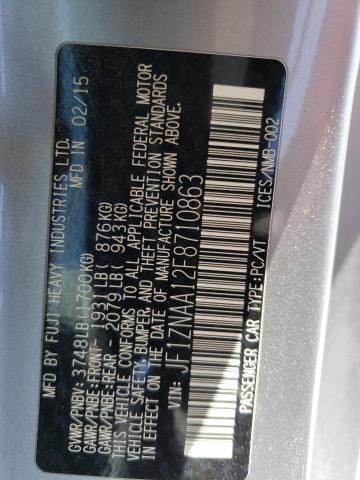 MFD BY FUJI HEAVY INDUSTRIES LTD.
MFD IN 02/15
GVWR/PNBV: 3748LB(1700KG)
GAWR/PNBE:FRONT- 1931LB( 876KG)
GAWR/PNBE:REAR - 2079LB( 943KG)
THIS VEHICLE CONFORMS TO ALL APPLICABLE FEDERAL MOTOR
VEHICLE SAFETY,BUMPER,AND THEFT PREVENTION STANDARDS
IN EFFECT ON THE DATE OF MFR SHOWN ABOVE.
VIN: JF1ZNAA12F8710863
PASSENGER CAR TYPE:PC/VT
ICES/NMB-002